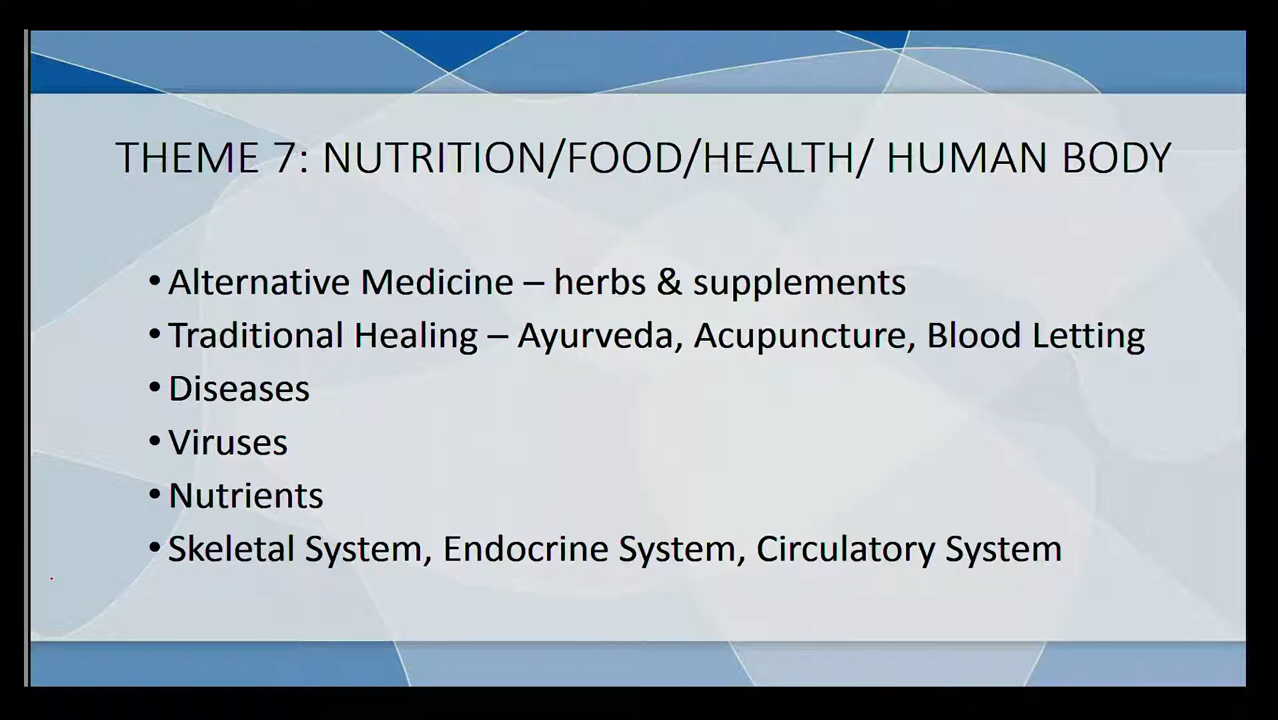 THEME 7: NUTRITION/FOOD/HEALTH/ HUMAN BODY
• Alternative Medicine – herbs & supplements
• Traditional Healing – Ayurveda, Acupuncture, Blood Letting
• Diseases
• Viruses
• Nutrients
• Skeletal System, Endocrine System, Circulatory System